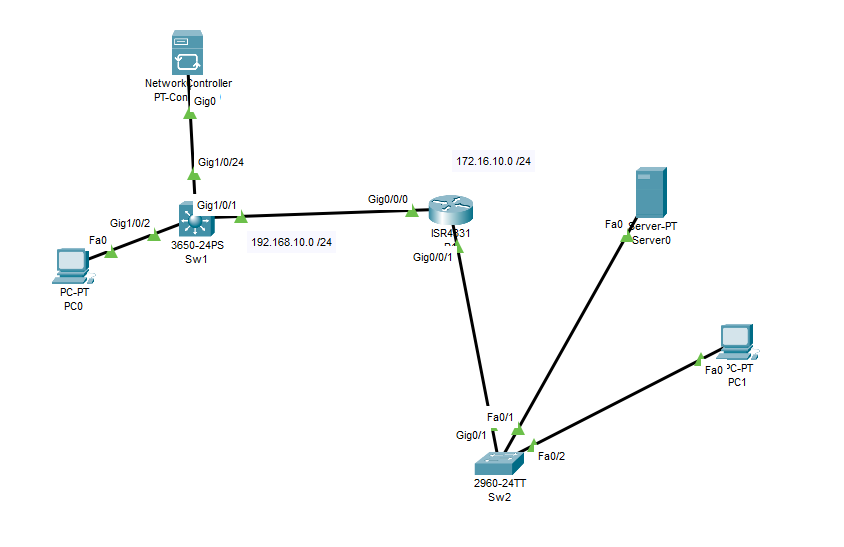 NetworkController
PT-Con
Gig0
172.16.10.0 /24
Gig1/0/24
Gig0/0/0
Gig1/0/1
Gig1/0/2
Fa0
Server-PT
Server0
ISR4331
192.168.10.0 /24
3650-24PS
Sw1
Fa0
Gig0/0/1
PC-PT
PC0
Fa0
PC-PT
PC1
Fa0/1
Gig0/1
Fa0/2
2960-24TT
Sw2